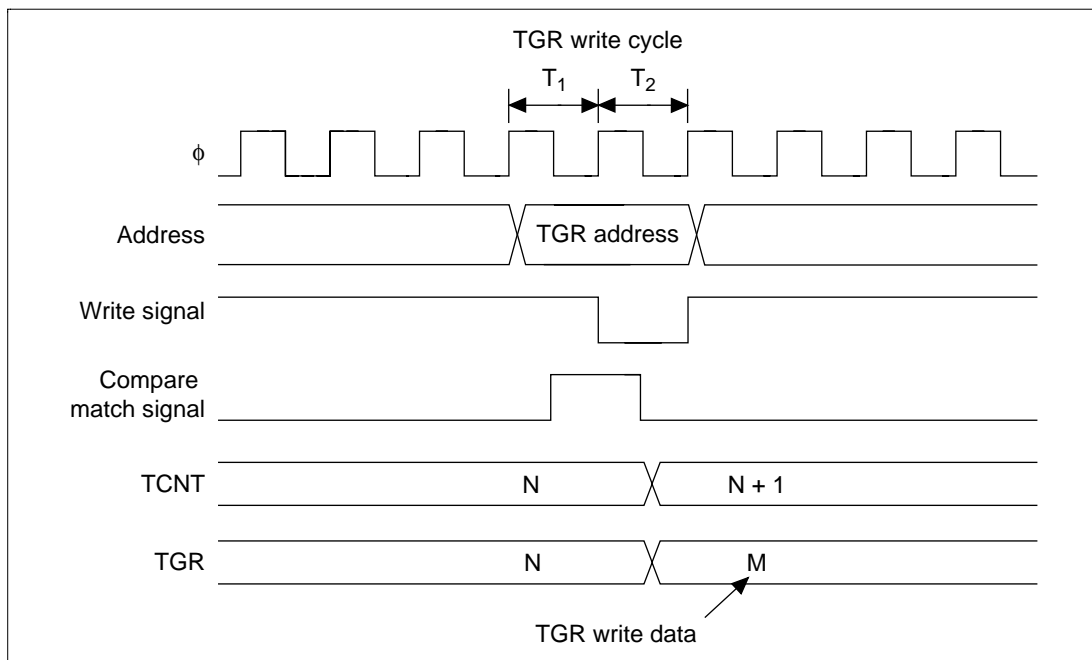 TGR write cycle
T1 T2
ϕ
Address
TGR address
Write signal
Compare
match signal
TCNT
N
N + 1
TGR
N
M
TGR write data